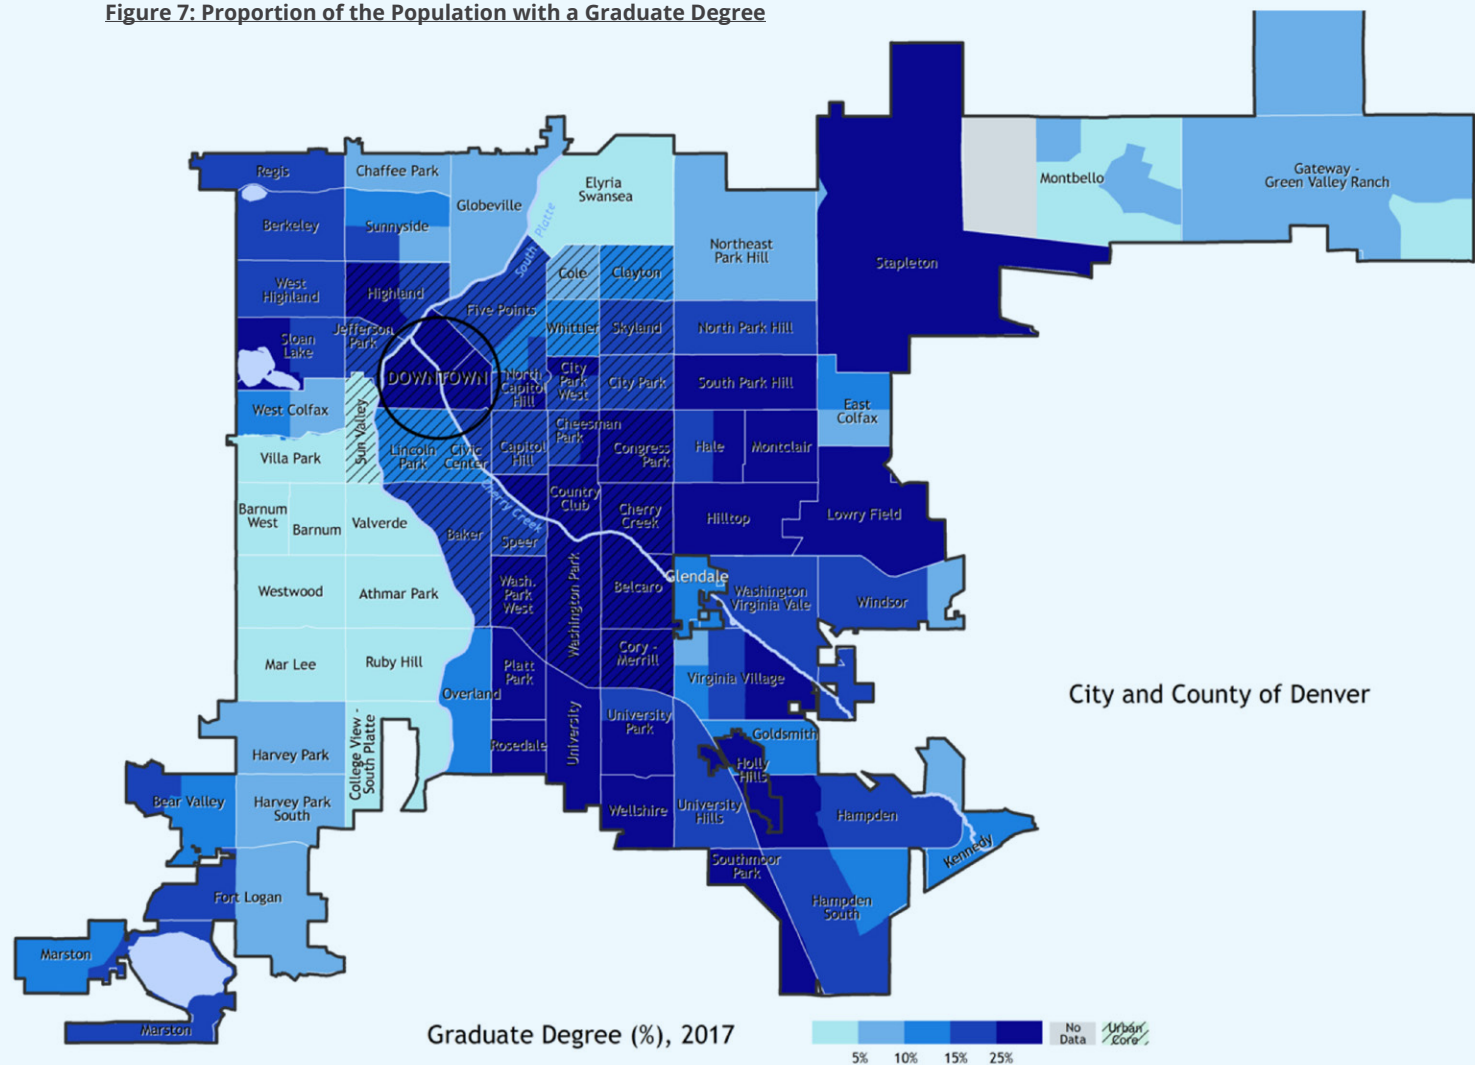 Figure 7: Proportion of the Population with a Graduate Degree
Regis
Chaffee Park
Globeville
Elyria
Swansea
Montbello
Gateway -
Green Valley Ranch
Berkeley
Sunnyside
South Platte
Northeast
Park Hill
Stapleton
West
Highland
Highland
Cole
Clayton
Five Points
Sloan
Lake
Jefferson
Park
Whittier
Skyland
North Park Hill
DOWNTOWN
North
Capitol
Hill
City
Park
West
City Park
South Park Hill
East
Colfax
West Colfax
Sun Valley
Lincoln
Park
Civic
Center
Capitol
Hill
Cheesman
Park
Congress
Park
Hale
Montclair
Villa Park
Barnum
West
Barnum
Valverde
Baker
Cherry Creek
Speer
Country
Club
Cherry
Creek
Hilltop
Lowry Field
Westwood
Athmar Park
Wash.
Park
West
Washington Park
Belcaro
Glendale
Washington
Virginia Vale
Windsor
Mar Lee
Ruby Hill
Overland
Platt
Park
Cory -
Merrill
Virginia Village
City and County of Denver
Harvey Park
College View -
South Platte
Rosedale
University
University
Park
Goldsmith
Holly
Hills
Bear Valley
Harvey Park
South
Wellshire
University
Hills
Hampden
Kennedy
Fort Logan
Southmoor
Park
Hampden
South
Marston
Marston
Graduate Degree (%), 2017
5%
10%
15%
25%
No
Data
Urban
Core